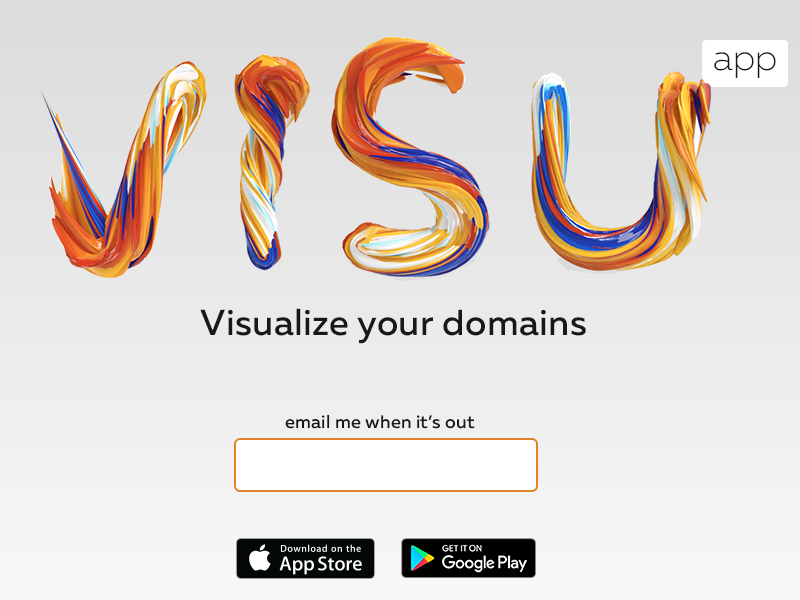 VISU
app
Visualize your domains
email me when it's out
Download on the
App Store
GET IT ON
Google Play